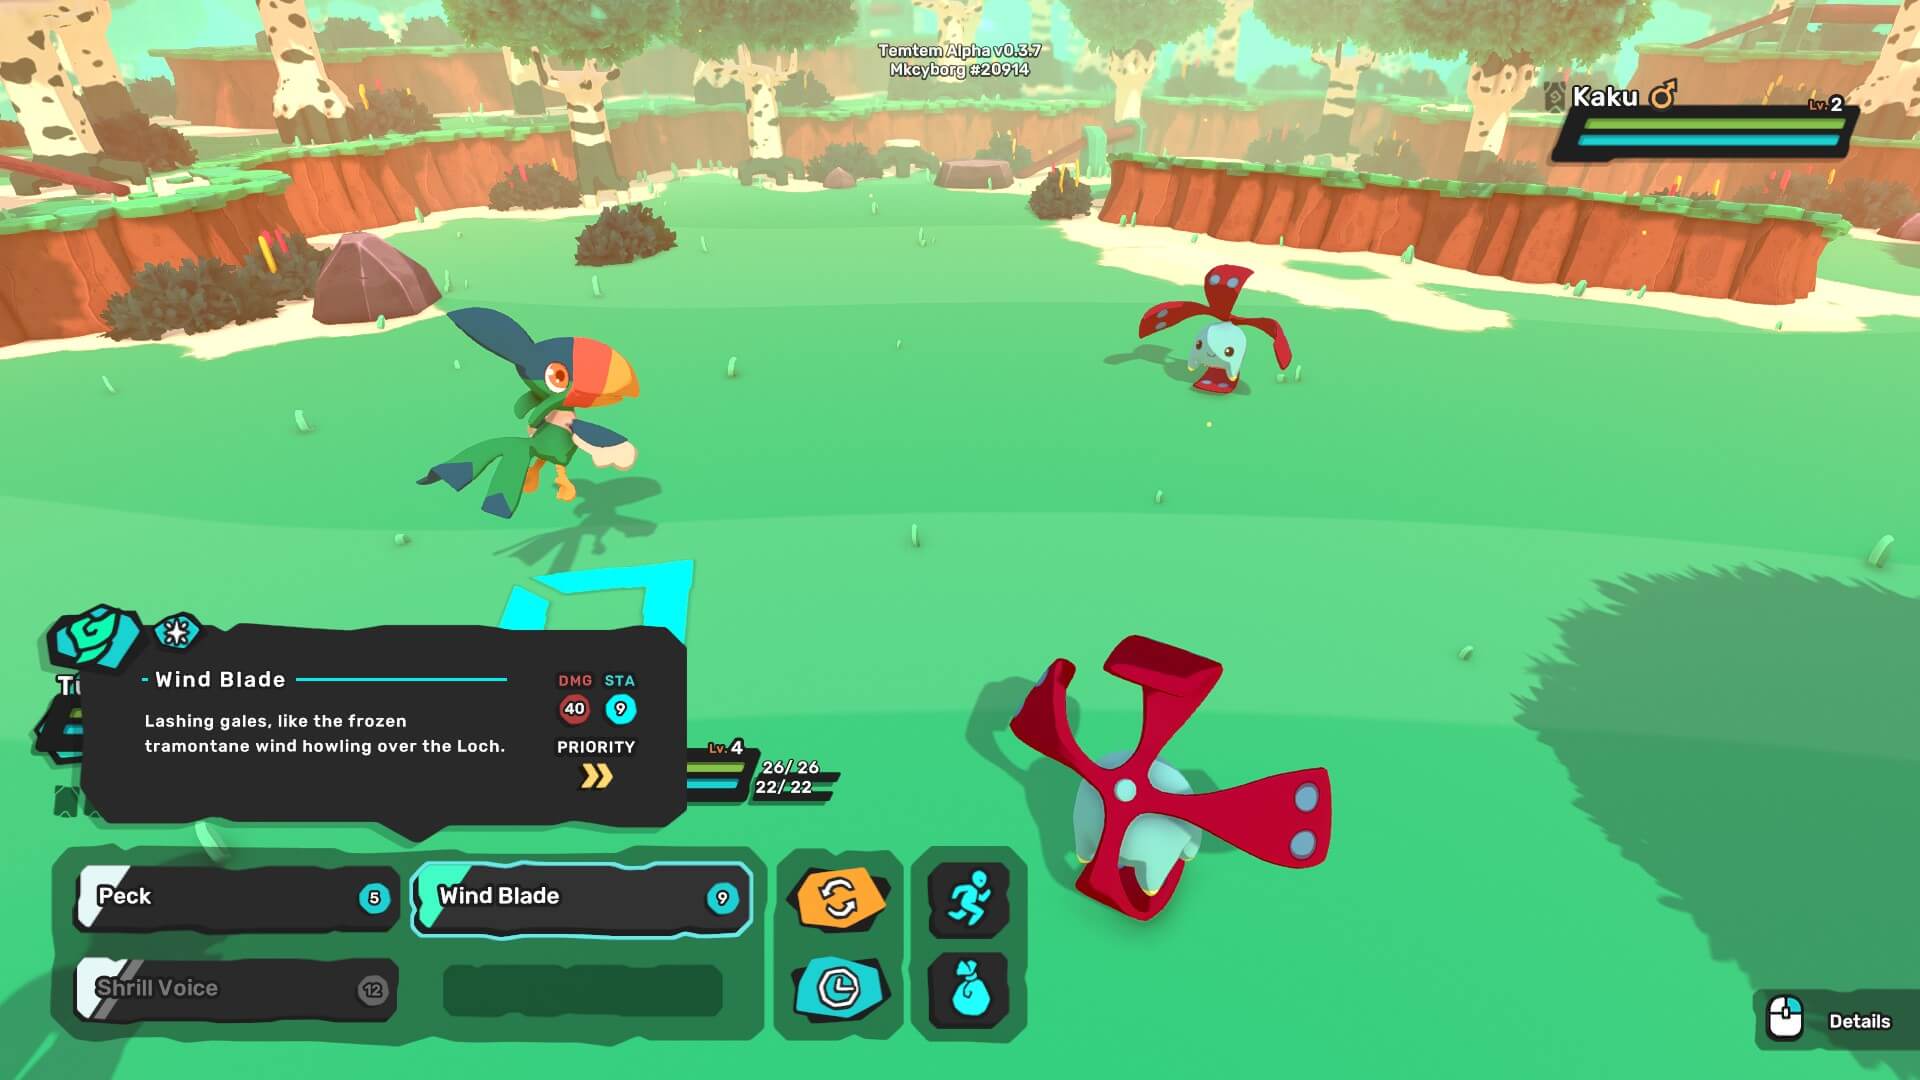 Temtem Alpha v0.3.7
Mkcyborg #20914
Kaku
Lv. 2
Wind Blade
DMG STA
40 9
Lashing gales, like the frozen
tramontane wind howling over the Loch.
PRIORITY
Lv. 4
26/26
22/22
Peck 5
Wind Blade 9
Shrill Voice 12
Details